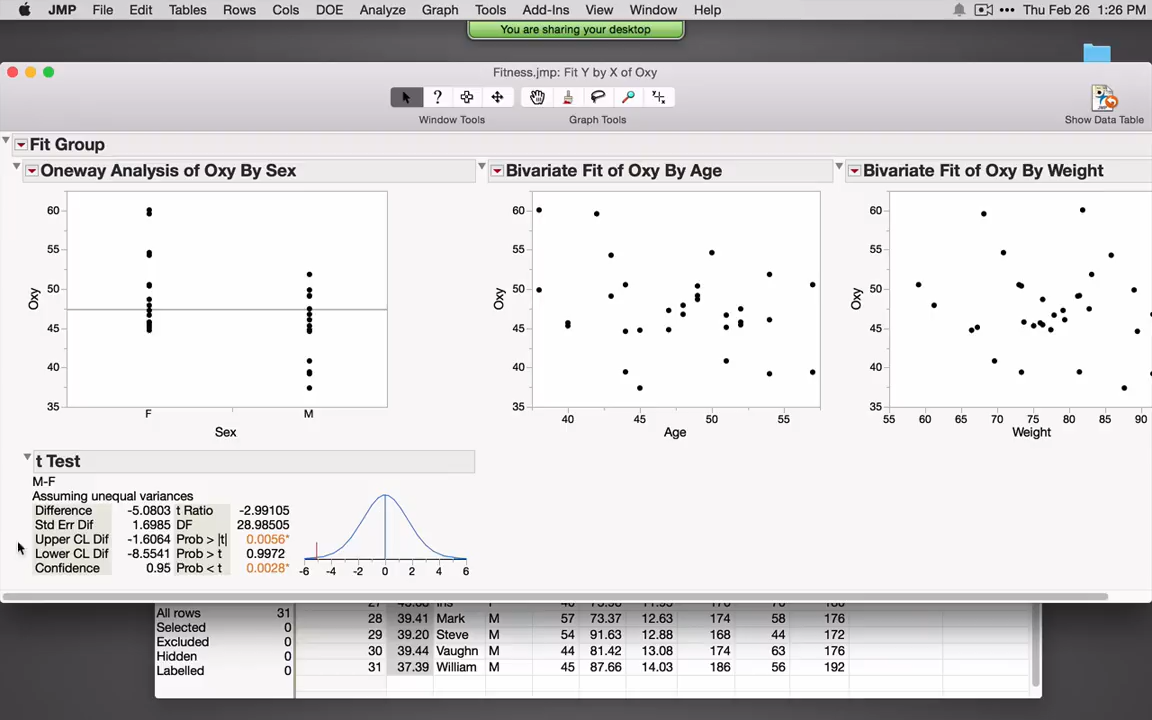 JMP File Edit Tables Rows Cols DOE Analyze Graph Tools Add-Ins View Window Help Thu Feb 26 1:26 PM
You are sharing your desktop
Fitness.jmp: Fit Y by X of Oxy
Window Tools Graph Tools Show Data Table
Fit Group
Oneway Analysis of Oxy By Sex
60
55
50
45
40
35
Oxy
F M
Sex
Bivariate Fit of Oxy By Age
60
55
50
45
40
35
Oxy
40 45 50 55
Age
Bivariate Fit of Oxy By Weight
60
55
50
45
40
35
Oxy
55 60 65 70 75 80 85 90
Weight
t Test
M-F
Assuming unequal variances
Difference -5.0803 t Ratio -2.99105
Std Err Dif 1.6985 DF 28.98505
Upper CL Dif -1.6064 Prob > |t| 0.0056*
Lower CL Dif -8.5541 Prob > t 0.9972
Confidence 0.95 Prob < t 0.0028*
-6 -4 -2 0 2 4 6
All rows 31
Selected 0
Excluded 0
Hidden 0
Labelled 0
28 39.41 Mark M 57 73.37 12.63 174 58 176
29 39.20 Steve M 54 91.63 12.88 168 44 172
30 39.44 Vaughn M 44 81.42 13.08 174 63 176
31 37.39 William M 45 87.66 14.03 186 56 192